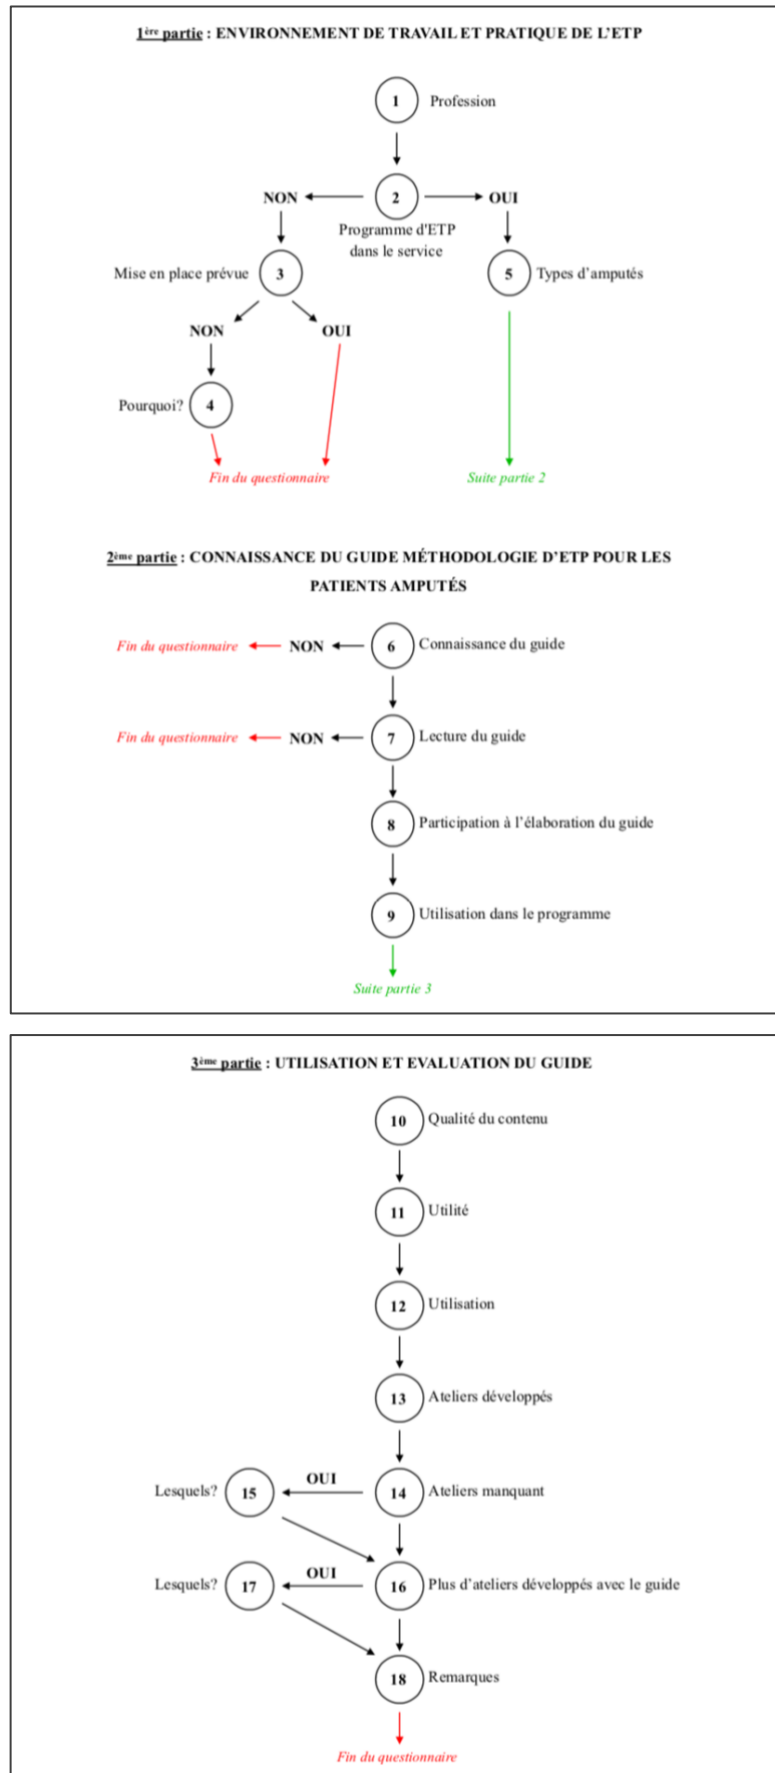 1ère partie : ENVIRONNEMENT DE TRAVAIL ET PRATIQUE DE L'ETP
1 Profession
NON 2 OUI
Programme d'ETP
dans le service
Mise en place prévue 3
5 Types d'amputés
NON OUI
Pourquoi? 4
Fin du questionnaire
Suite partie 2
2ème partie : CONNAISSANCE DU GUIDE MÉTHODOLOGIE D'ETP POUR LES
PATIENTS AMPUTÉS
Fin du questionnaire NON 6 Connaissance du guide
Fin du questionnaire NON 7 Lecture du guide
8 Participation à l'élaboration du guide
9 Utilisation dans le programme
Suite partie 3
3ème partie : UTILISATION ET EVALUATION DU GUIDE
10 Qualité du contenu
11 Utilité
12 Utilisation
13 Ateliers développés
Lesquels? 15 OUI 14 Ateliers manquant
Lesquels? 17 OUI 16 Plus d'ateliers développés avec le guide
18 Remarques
Fin du questionnaire